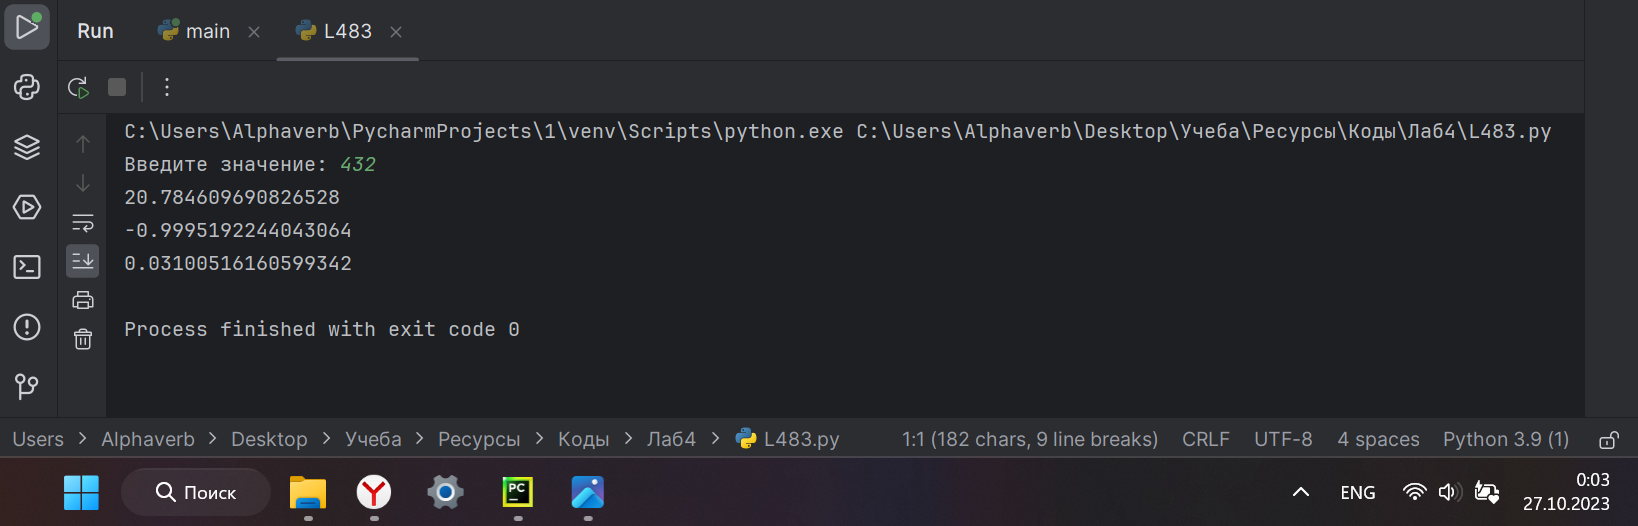 Run main L483
C:\Users\Alphaverb\PycharmProjects\1\venv\Scripts\python.exe C:\Users\Alphaverb\Desktop\Учеба\Ресурсы\Коды\Лаб4\L483.py
Введите значение: 432
20.784609690826528
-0.9995192244043064
0.03100516160599342
Process finished with exit code 0
Users > Alphaverb > Desktop > Учеба > Ресурсы > Коды > Лаб4 > L483.py 1:1 (182 chars, 9 line breaks) CRLF UTF-8 4 spaces Python 3.9 (1)
Поиск PC ENG 0:03
27.10.2023